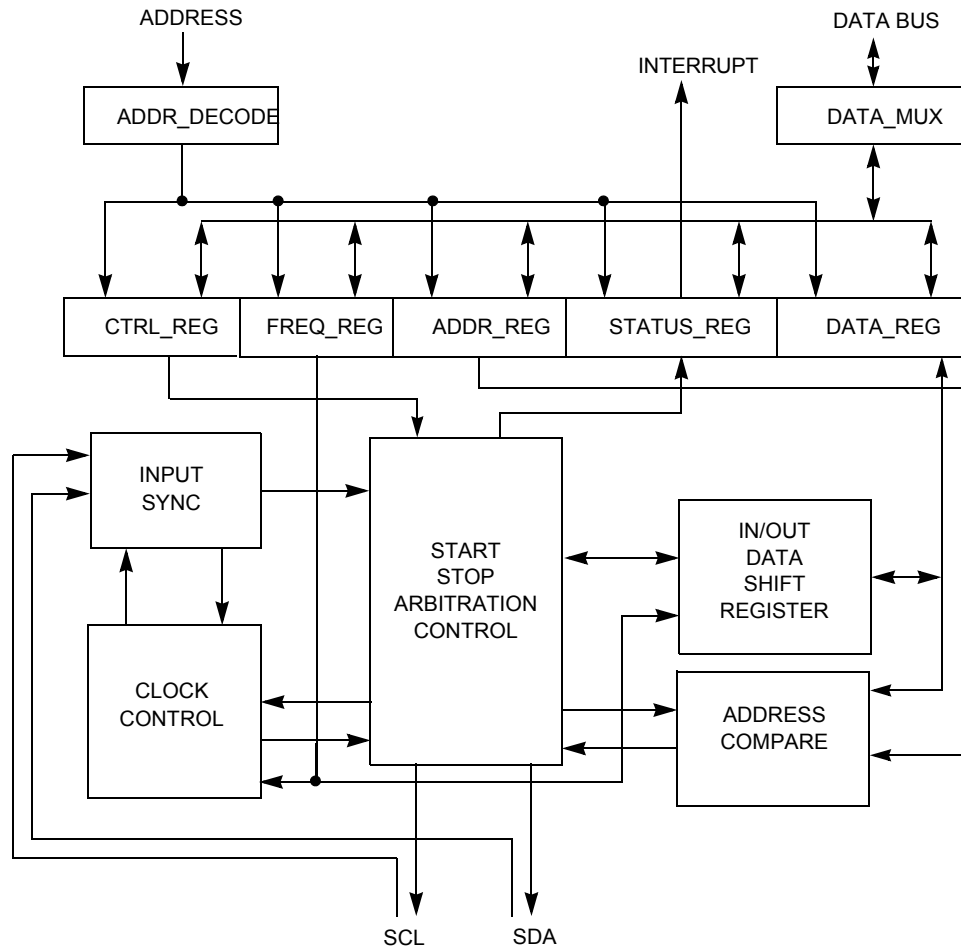 ADDRESS
DATA BUS
INTERRUPT
ADDR_DECODE
DATA_MUX
CTRL_REG
FREQ_REG
ADDR_REG
STATUS_REG
DATA_REG
INPUT
SYNC
START
STOP
ARBITRATION
CONTROL
IN/OUT
DATA
SHIFT
REGISTER
CLOCK
CONTROL
ADDRESS
COMPARE
SCL
SDA